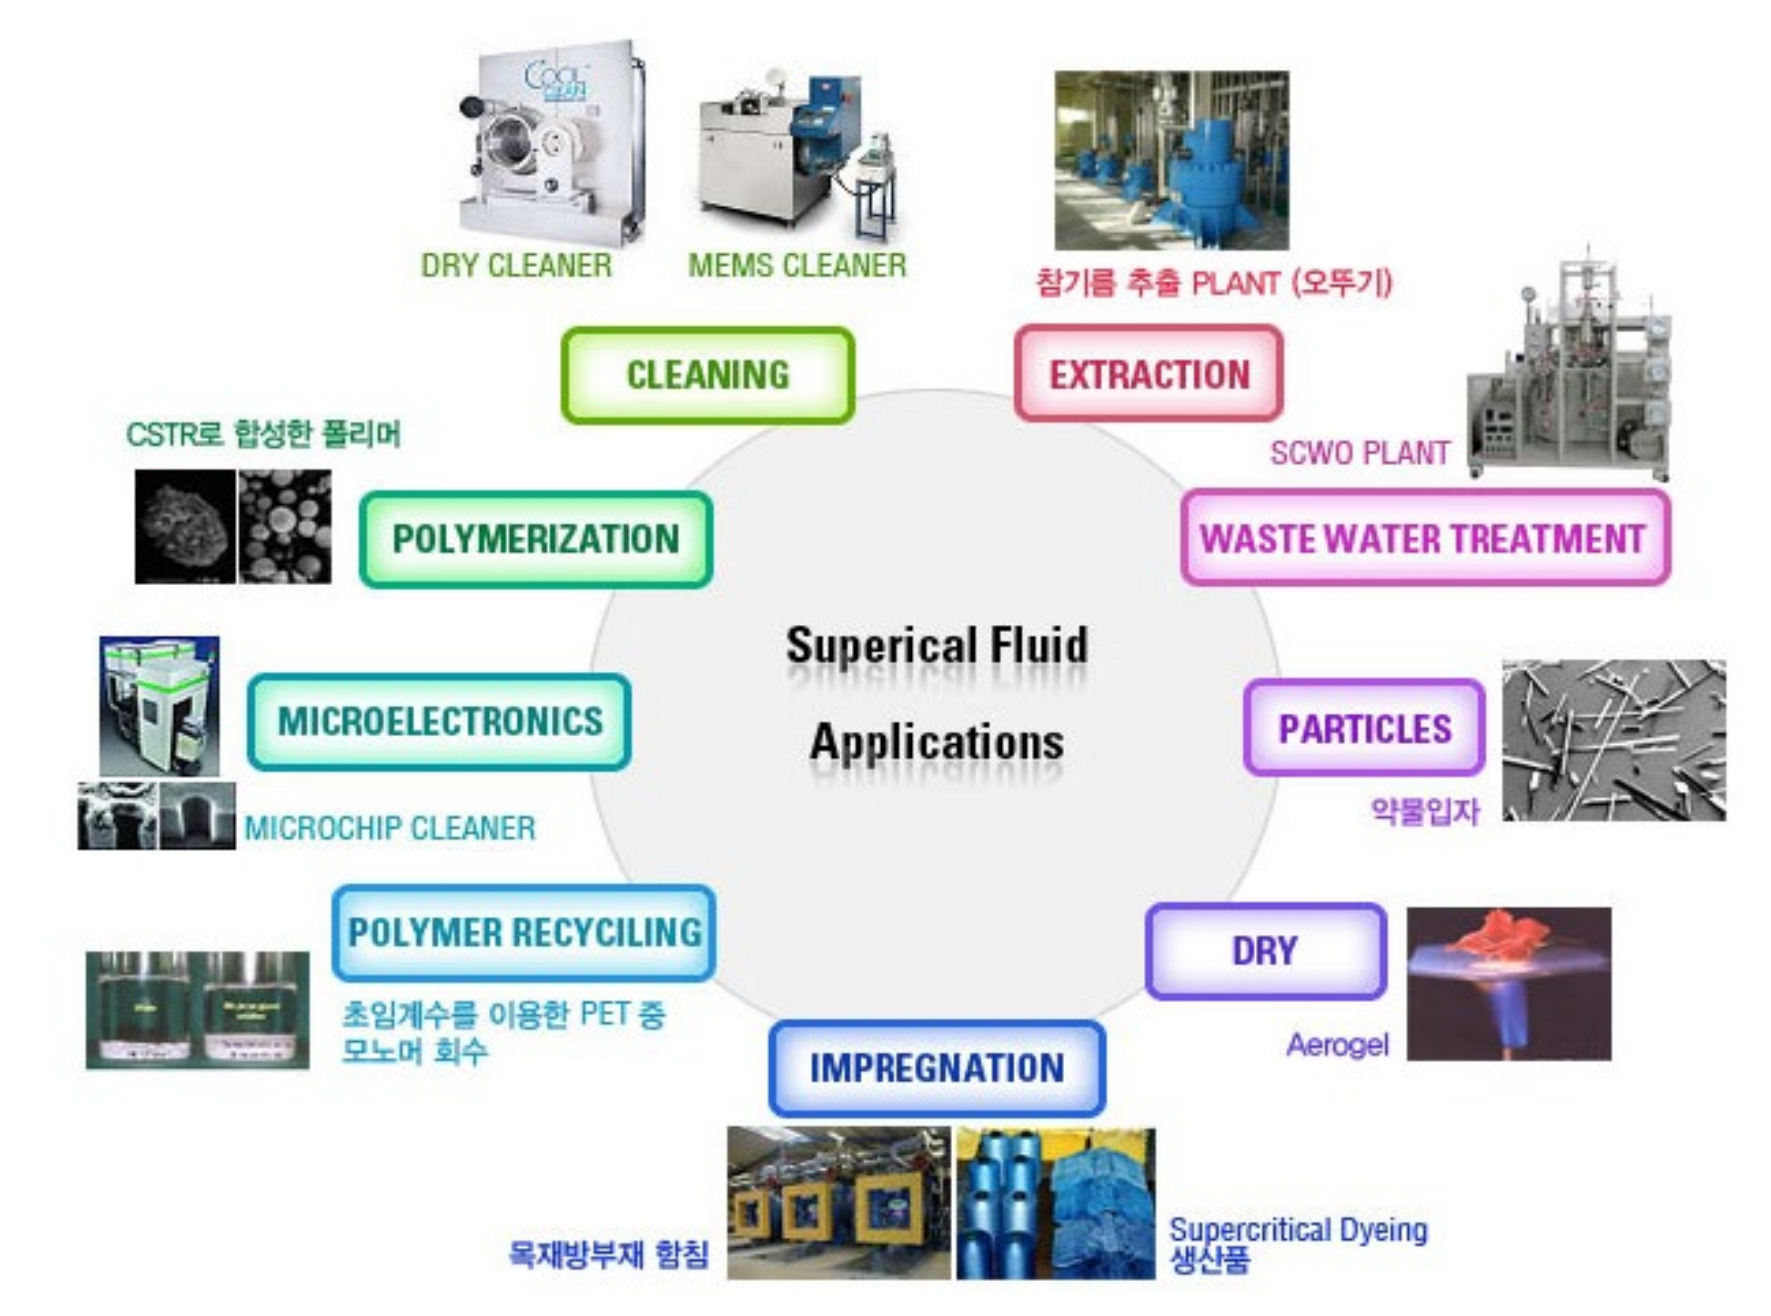 COOL
CLEAN
DRY CLEANER
MEMS CLEANER
참기름 추출 PLANT (오뚜기)
CLEANING
EXTRACTION
CSTR로 합성한 폴리머
SCWO PLANT
POLYMERIZATION
WASTE WATER TREATMENT
Superical Fluid
Applications
MICROELECTRONICS
PARTICLES
약물입자
MICROCHIP CLEANER
POLYMER RECYCILING
DRY
초임계수를 이용한 PET 중
모노머 회수
Aerogel
IMPREGNATION
목재방부재 함침
Supercritical Dyeing
생산품